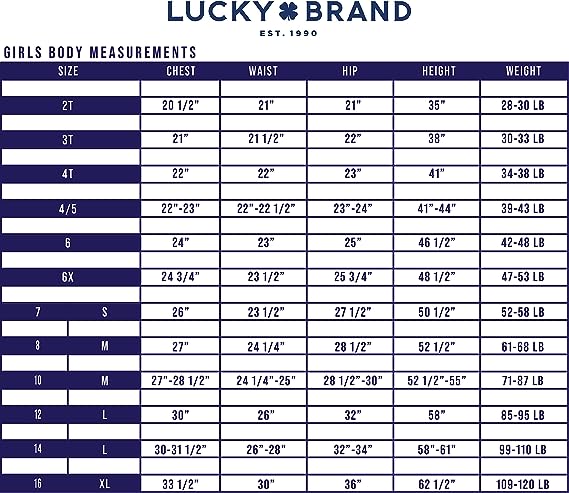 LUCKY BRAND
EST. 1990
GIRLS BODY MEASUREMENTS
SIZE CHEST WAIST HIP HEIGHT WEIGHT
2T 20 1/2" 21" 21" 35" 28-30 LB
3T 21" 21 1/2" 22" 38" 30-33 LB
4T 22" 22" 23" 41" 34-38 LB
4/5 22"-23" 22"-22 1/2" 23"-24" 41"-44" 39-43 LB
6 24" 23" 25" 46 1/2" 42-48 LB
6X 24 3/4" 23 1/2" 25 3/4" 48 1/2" 47-53 LB
7 S 26" 23 1/2" 27 1/2" 50 1/2" 52-58 LB
8 M 27" 24 1/4" 28 1/2" 52 1/2" 61-68 LB
10 M 27"-28 1/2" 24 1/4"-25" 28 1/2"-30" 52 1/2"-55" 71-87 LB
12 L 30" 26" 32" 58" 85-95 LB
14 L 30-31 1/2" 26"-28" 32"-34" 58"-61" 99-110 LB
16 XL 33 1/2" 30" 36" 62 1/2" 109-120 LB